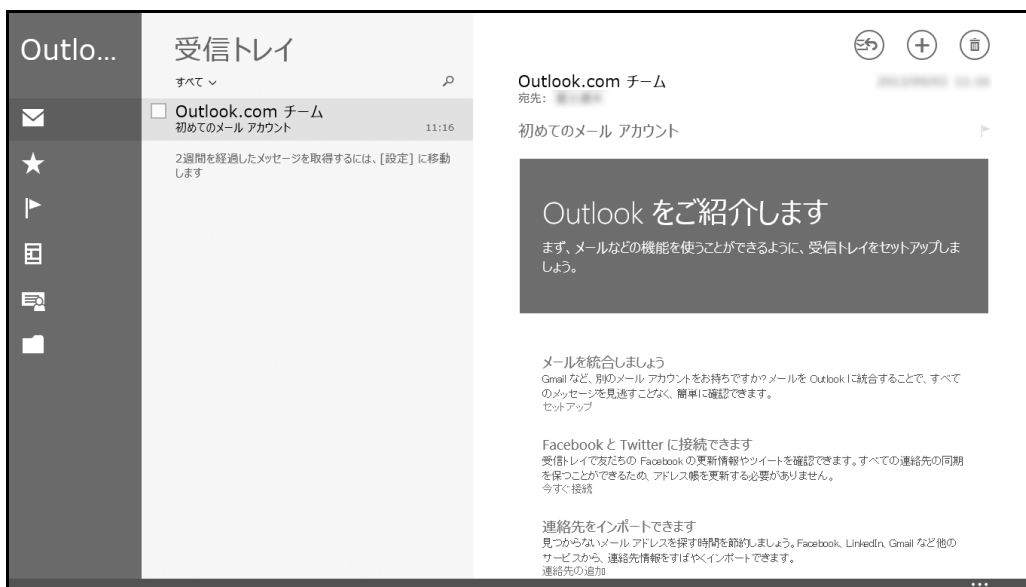 Outlo...
受信トレイ
すべて
Outlook.com チーム
初めてのメール アカウント
11:16
2週間を経過したメッセージを取得するには、[設定] に移動
します
Outlook.com チーム
宛先:
初めてのメール アカウント
Outlook をご紹介します
まず、メールなどの機能を使うことができるように、受信トレイをセットアップしま
しょう。
メールを統合しましょう
Gmail など、別のメール アカウントをお持ちですか?メールを Outlook に統合することで、すべて
のメッセージを見逃すことなく、簡単に確認できます。
セットアップ
Facebook と Twitter に接続できます
受信トレイで友だちの Facebook の更新情報やツイートを確認できます。すべての連絡先の同期
を保つことができるため、アドレス帳を更新する必要がありません。
今すぐ接続
連絡先をインポートできます
見つからないメール アドレスを探す時間を節約しましょう。Facebook、LinkedIn、Gmail など他の
サービスから、連絡先情報をすばやくインポートできます。
連絡先の追加